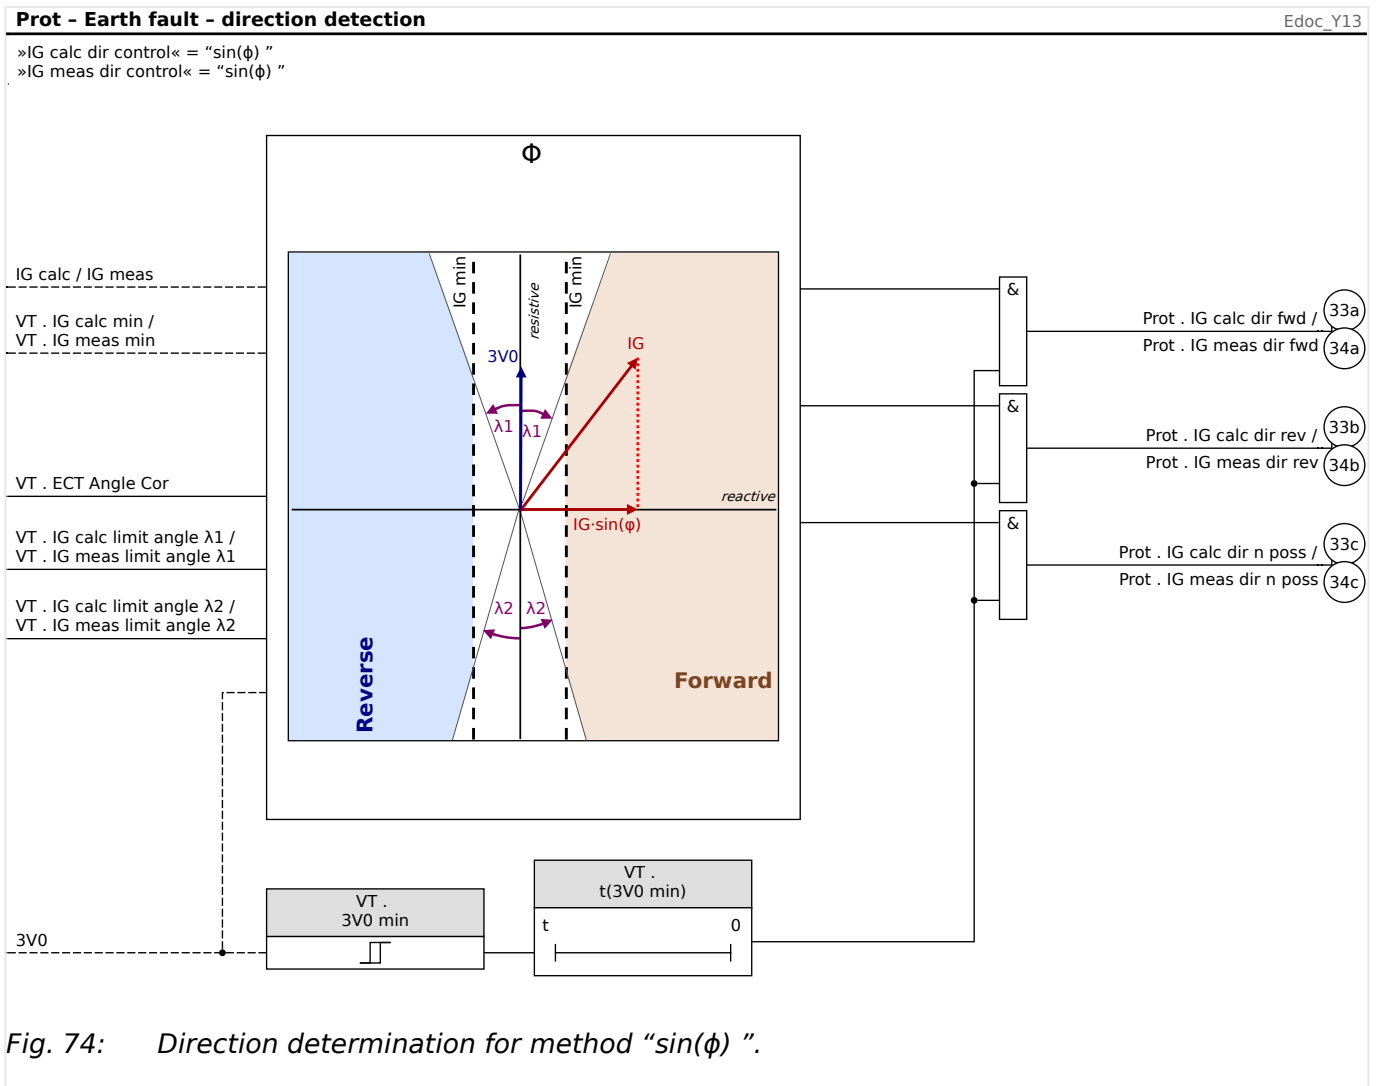 Prot – Earth fault – direction detection
Edoc_Y13
»IG calc dir control« = “sin(ϕ) ”
»IG meas dir control« = “sin(ϕ) ”
Φ
IG calc / IG meas
VT . IG calc min /
VT . IG meas min
VT . ECT Angle Cor
VT . IG calc limit angle λ1 /
VT . IG meas limit angle λ1
VT . IG calc limit angle λ2 /
VT . IG meas limit angle λ2
3V0
IG min
resistive
IG min
3V0
IG
λ1
λ1
reactive
IG·sin(φ)
λ2
λ2
Reverse
Forward
&
Prot . IG calc dir fwd /
33a
Prot . IG meas dir fwd
34a
&
Prot . IG calc dir rev /
33b
Prot . IG meas dir rev
34b
&
Prot . IG calc dir n poss /
33c
Prot . IG meas dir n poss
34c
VT .
3V0 min
VT .
t(3V0 min)
t
0
Fig. 74: Direction determination for method “sin(ϕ) ”.